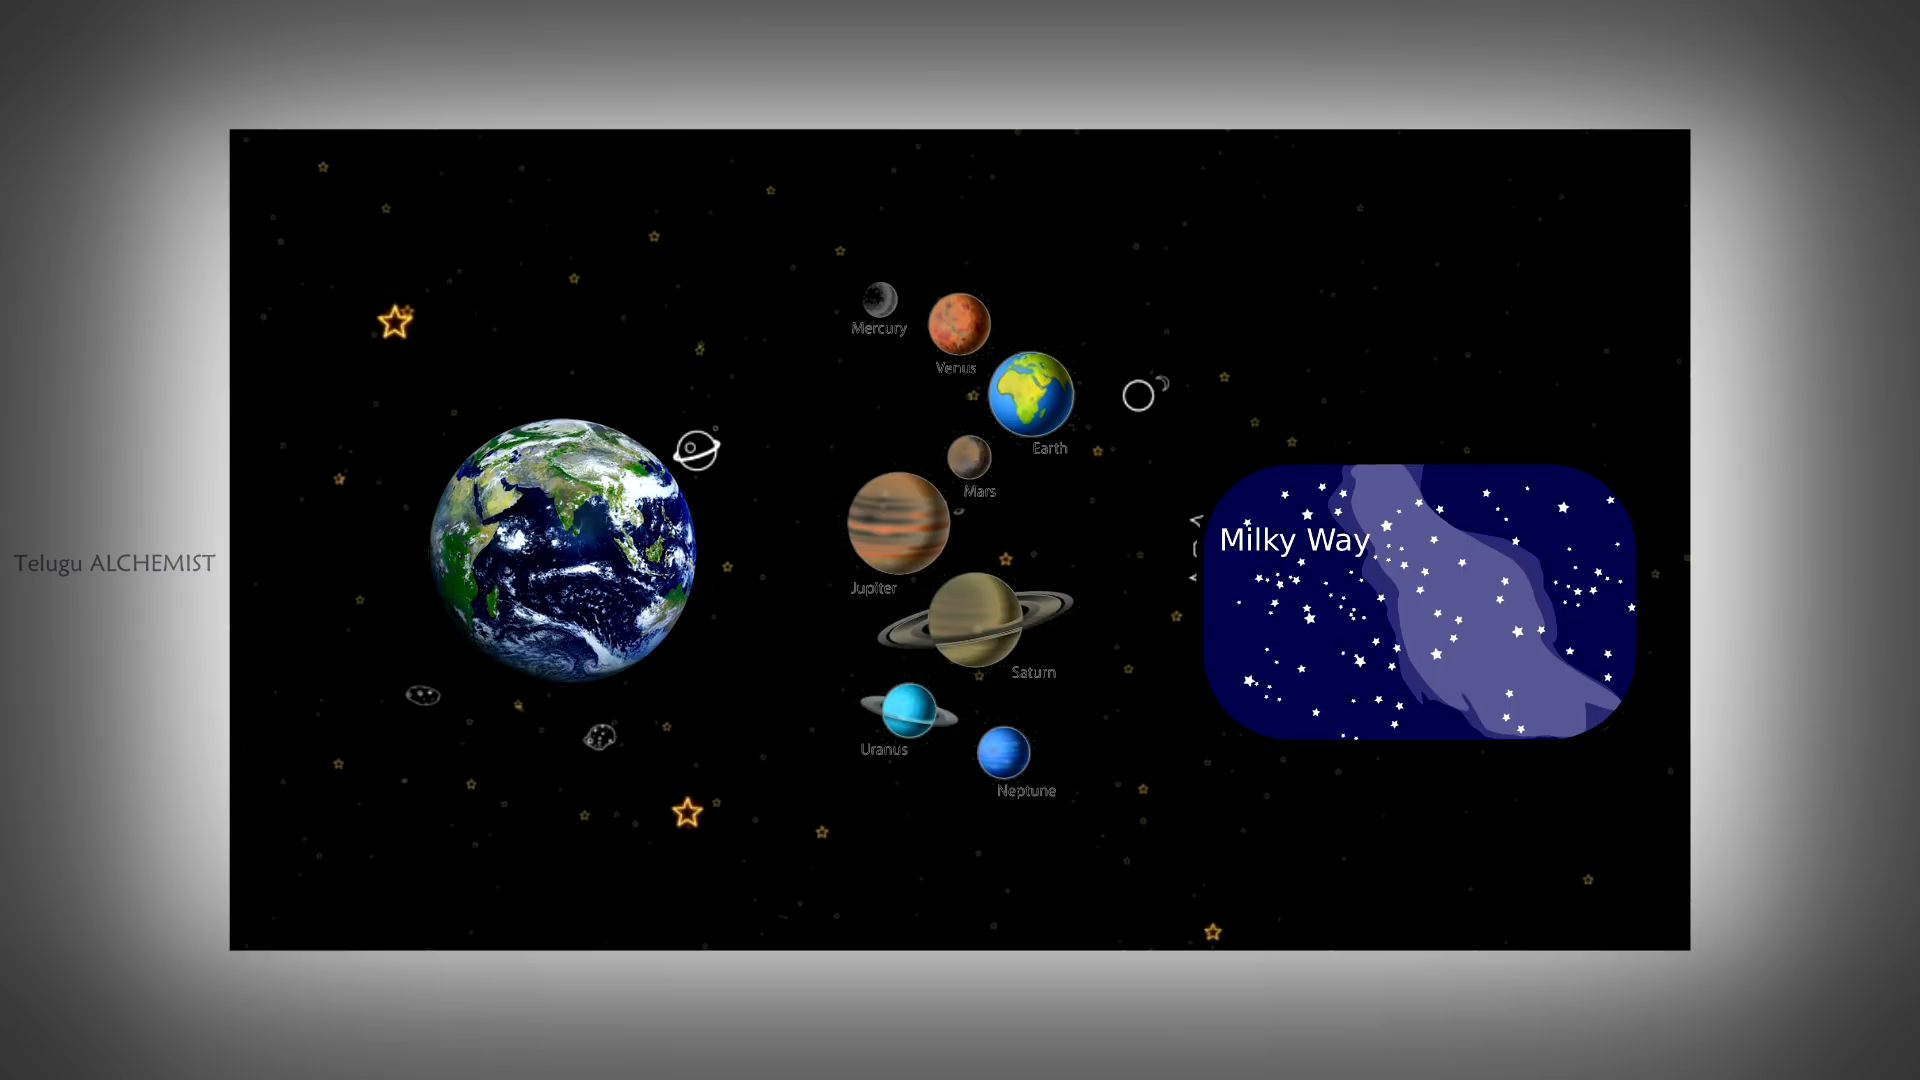 Telugu ALCHEMIST
Mercury
Venus
Earth
Mars
Jupiter
Saturn
Uranus
Neptune
Milky Way